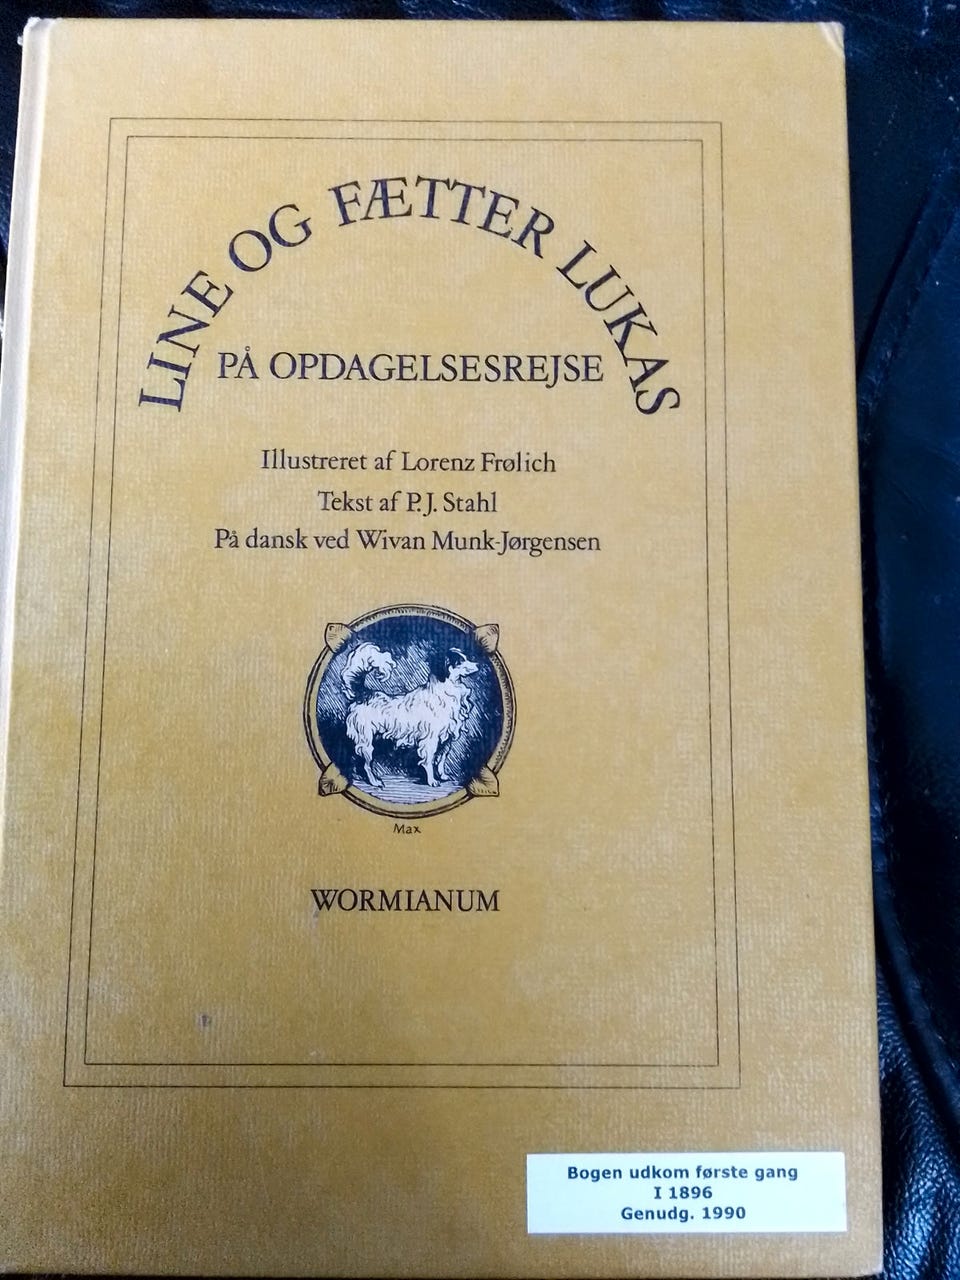 LINE OG FÆTTER LUKAS
PÅ OPDAGELSESREJSE
Illustreret af Lorenz Frølich
Tekst af P.J. Stahl
På dansk ved Wivan Munk-Jørgensen
Max
WORMIANUM
Bogen udkom første gang
I 1896
Genudg. 1990